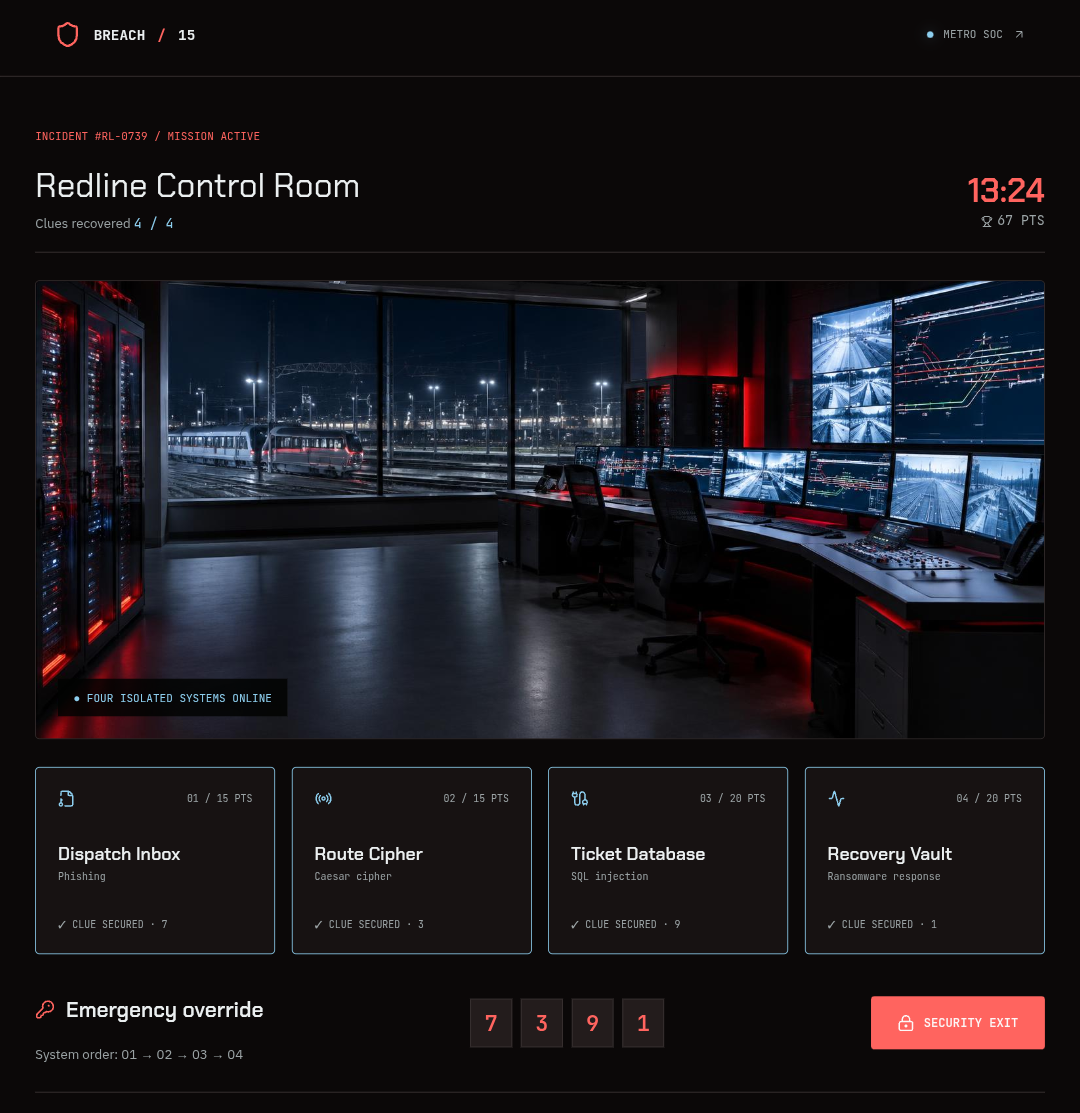 BREACH / 15
METRO SOC
INCIDENT #RL-0739 / MISSION ACTIVE
Redline Control Room
13:24
Clues recovered 4 / 4
67 PTS
• FOUR ISOLATED SYSTEMS ONLINE
01 / 15 PTS
Dispatch Inbox
Phishing
✓ CLUE SECURED · 7
02 / 15 PTS
Route Cipher
Caesar cipher
✓ CLUE SECURED · 3
03 / 20 PTS
Ticket Database
SQL injection
✓ CLUE SECURED · 9
04 / 20 PTS
Recovery Vault
Ransomware response
✓ CLUE SECURED · 1
Emergency override
System order: 01 → 02 → 03 → 04
7 3 9 1
SECURITY EXIT